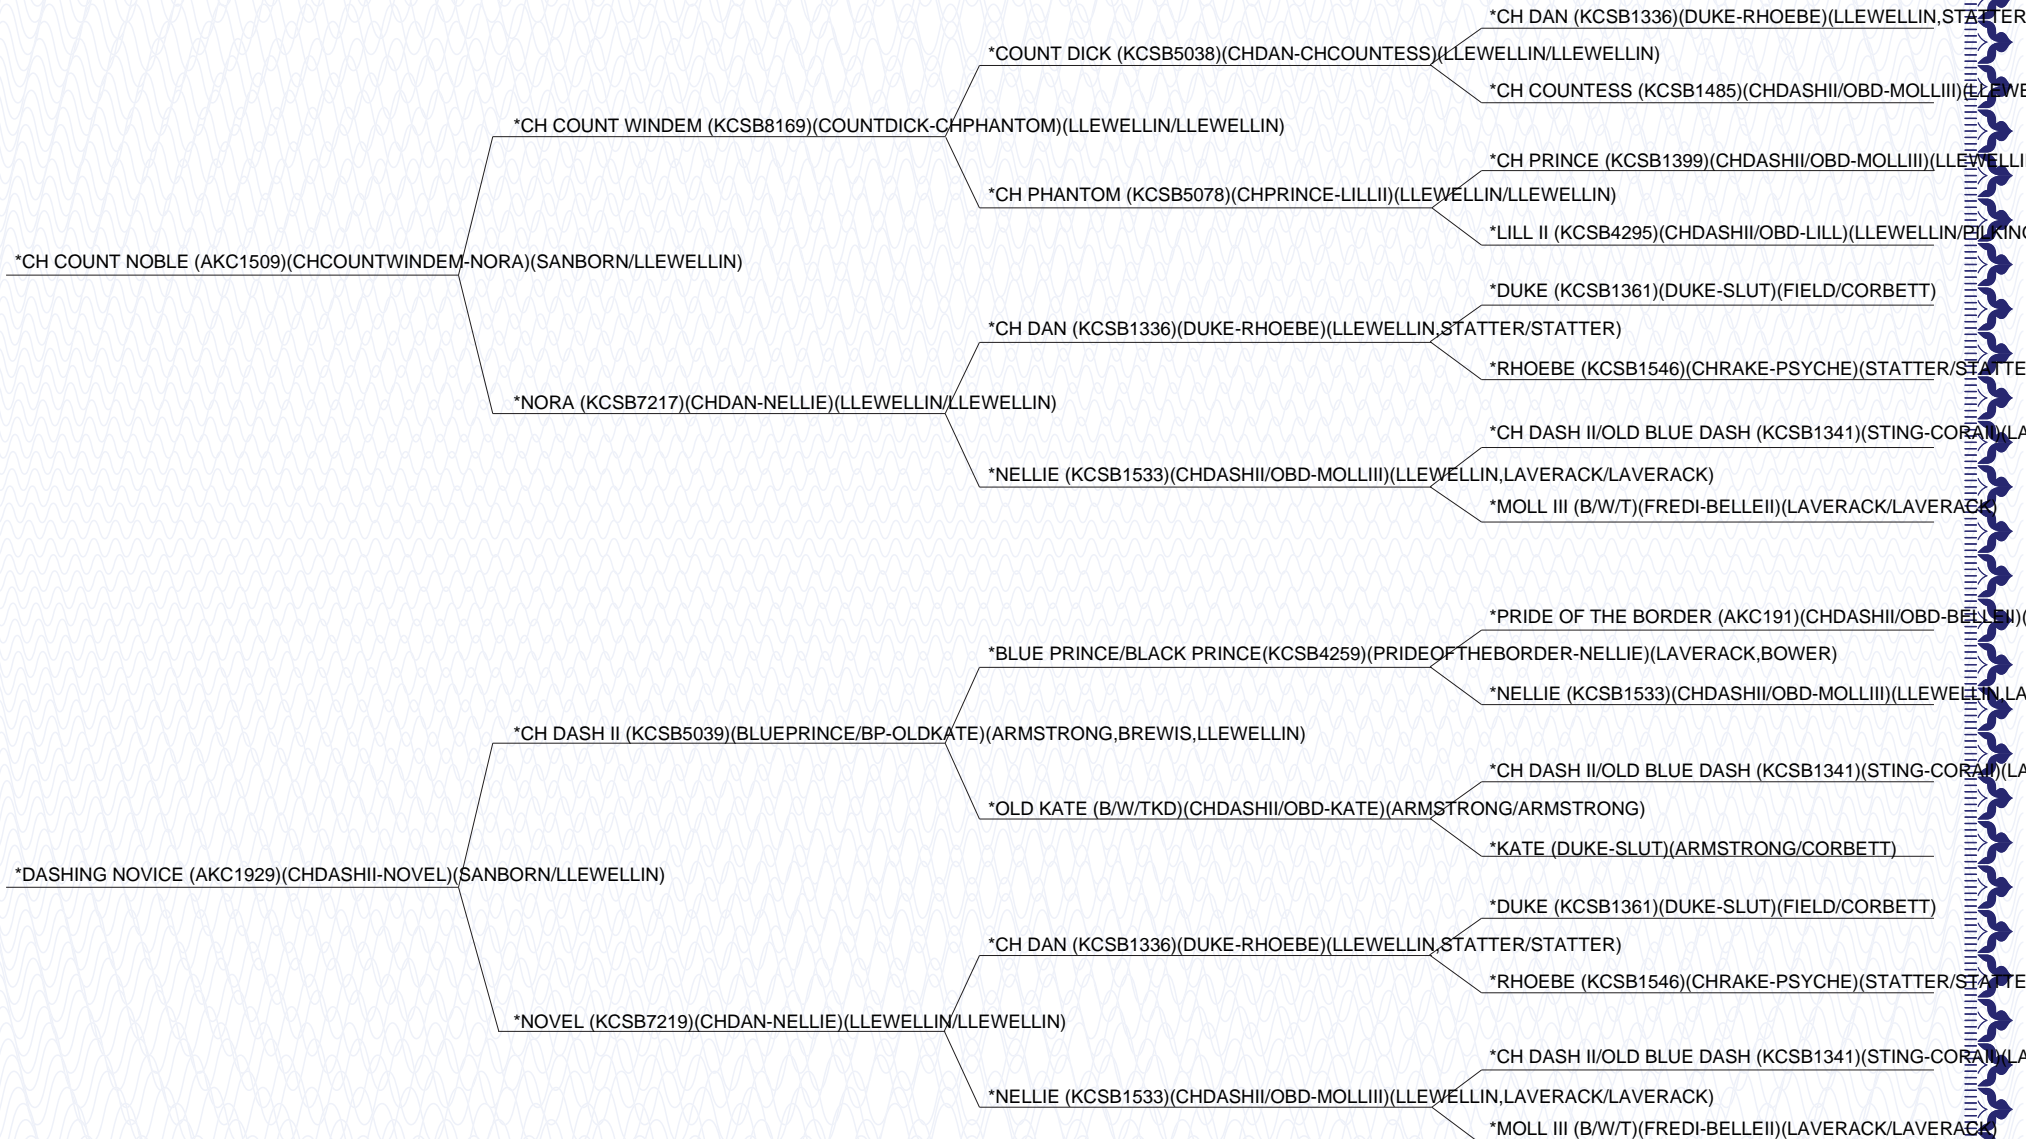 *CH DAN (KCSB1336)(DUKE-RHOEBE)(LLEWELLIN,STATTER
*COUNT DICK (KCSB5038)(CHDAN-CHCOUNTESS)(LLEWELLIN/LLEWELLIN)
*CH COUNTESS (KCSB1485)(CHDASHII/OBD-MOLLIII)(LLEWE
*CH COUNT WINDEM (KCSB8169)(COUNTDICK-CHPHANTOM)(LLEWELLIN/LLEWELLIN)
*CH PRINCE (KCSB1399)(CHDASHII/OBD-MOLLIII)(LLEWELLI
*CH PHANTOM (KCSB5078)(CHPRINCE-LILLII)(LLEWELLIN/LLEWELLIN)
*LILL II (KCSB4295)(CHDASHII/OBD-LILL)(LLEWELLIN/PILKING
*CH COUNT NOBLE (AKC1509)(CHCOUNTWINDEM-NORA)(SANBORN/LLEWELLIN)
*DUKE (KCSB1361)(DUKE-SLUT)(FIELD/CORBETT)
*CH DAN (KCSB1336)(DUKE-RHOEBE)(LLEWELLIN,STATTER/STATTER)
*RHOEBE (KCSB1546)(CHRAKE-PSYCHE)(STATTER/STATTE
*NORA (KCSB7217)(CHDAN-NELLIE)(LLEWELLIN/LLEWELLIN)
*CH DASH II/OLD BLUE DASH (KCSB1341)(STING-CORAII)(LA
*NELLIE (KCSB1533)(CHDASHII/OBD-MOLLIII)(LLEWELLIN,LAVERACK/LAVERACK)
*MOLL III (B/W/T)(FREDI-BELLEII)(LAVERACK/LAVERACK)
*PRIDE OF THE BORDER (AKC191)(CHDASHII/OBD-BELLEII)(
*BLUE PRINCE/BLACK PRINCE(KCSB4259)(PRIDEOFTHEBORDER-NELLIE)(LAVERACK,BOWER)
*NELLIE (KCSB1533)(CHDASHII/OBD-MOLLIII)(LLEWELLIN,LA
*CH DASH II (KCSB5039)(BLUEPRINCE/BP-OLDKATE)(ARMSTRONG,BREWIS,LLEWELLIN)
*CH DASH II/OLD BLUE DASH (KCSB1341)(STING-CORAII)(LA
*OLD KATE (B/W/TKD)(CHDASHII/OBD-KATE)(ARMSTRONG/ARMSTRONG)
*KATE (DUKE-SLUT)(ARMSTRONG/CORBETT)
*DASHING NOVICE (AKC1929)(CHDASHII-NOVEL)(SANBORN/LLEWELLIN)
*DUKE (KCSB1361)(DUKE-SLUT)(FIELD/CORBETT)
*CH DAN (KCSB1336)(DUKE-RHOEBE)(LLEWELLIN,STATTER/STATTER)
*RHOEBE (KCSB1546)(CHRAKE-PSYCHE)(STATTER/STATTE
*NOVEL (KCSB7219)(CHDAN-NELLIE)(LLEWELLIN/LLEWELLIN)
*CH DASH II/OLD BLUE DASH (KCSB1341)(STING-CORAII)(LA
*NELLIE (KCSB1533)(CHDASHII/OBD-MOLLIII)(LLEWELLIN,LAVERACK/LAVERACK)
*MOLL III (B/W/T)(FREDI-BELLEII)(LAVERACK/LAVERACK)